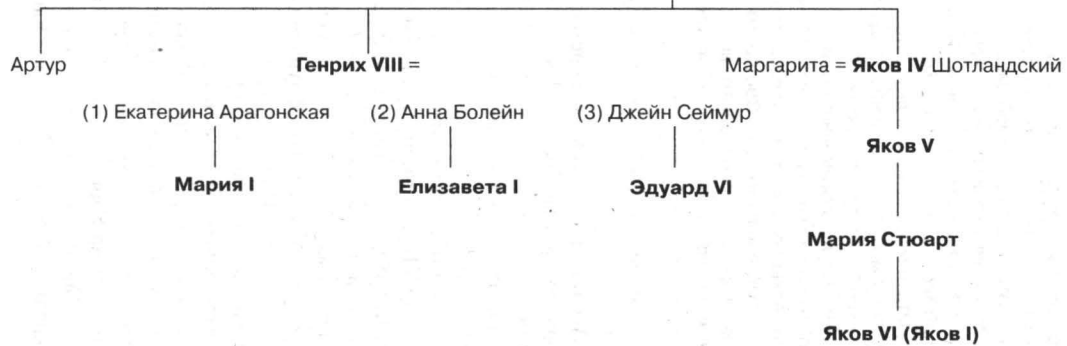 Артур Генрих VIII = Маргарита = Яков IV Шотландский
(1) Екатерина Арагонская (2) Анна Болейн (3) Джейн Сеймур
Яков V
Мария I Елизавета I Эдуард VI
Мария Стюарт
Яков VI (Яков I)